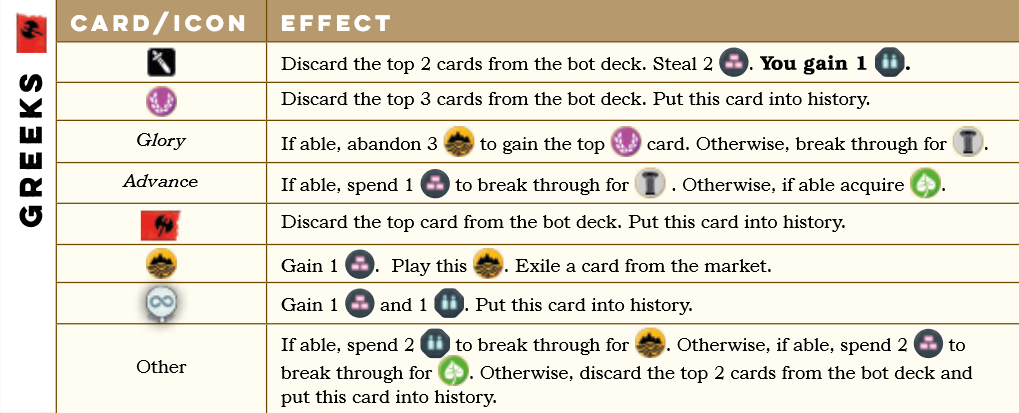 GREEKS
CARD/ICON EFFECT
Discard the top 2 cards from the bot deck. Steal 2 . You gain 1 .
Discard the top 3 cards from the bot deck. Put this card into history.
Glory If able, abandon 3 to gain the top card. Otherwise, break through for .
Advance If able, spend 1 to break through for . Otherwise, if able acquire .
Discard the top card from the bot deck. Put this card into history.
Gain 1 . Play this . Exile a card from the market.
Gain 1 and 1 . Put this card into history.
Other If able, spend 2 to break through for . Otherwise, if able, spend 2 to
break through for . Otherwise, discard the top 2 cards from the bot deck and
put this card into history.